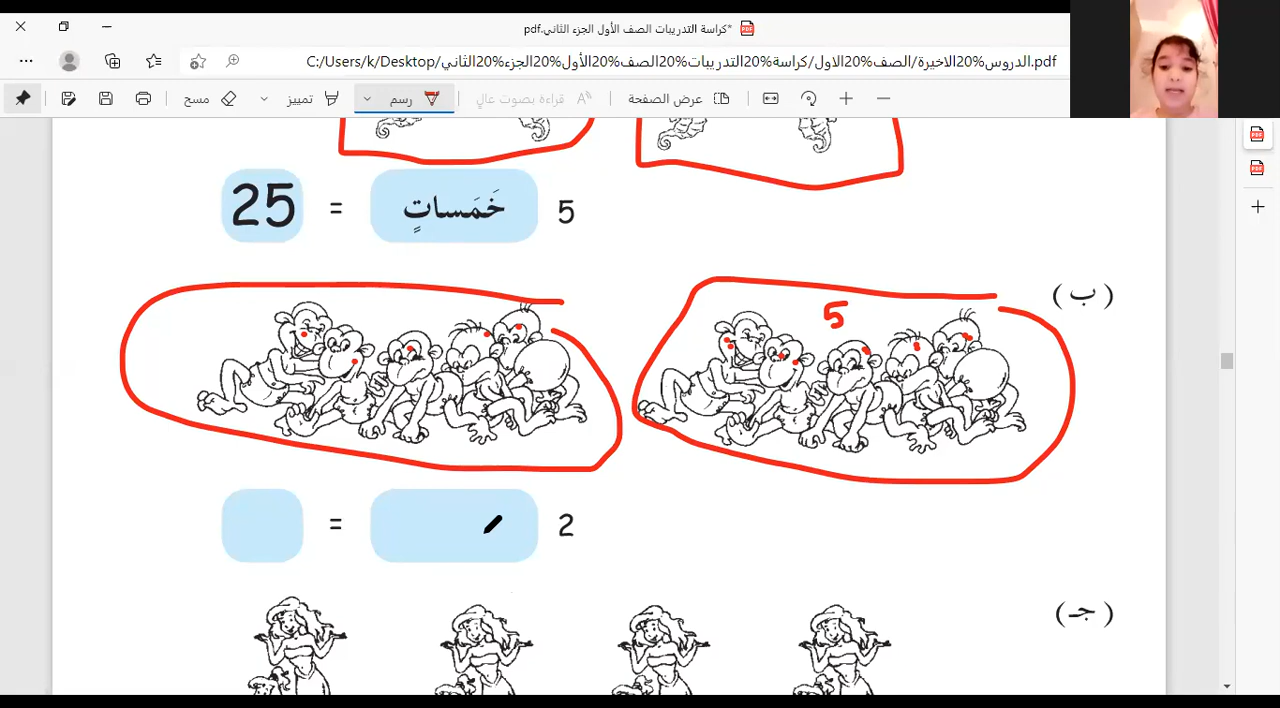 كراسة التدريبات الصف الأول الجزء الثاني.pdf*
C:/Users/k/Desktop/الدروس%20الاخيرة/الصف%20الاول/كراسة%20التدريبات%20الصف%20الأول%20الجزء%20الثاني.pdf
عرض الصفحة | قراءة بصوت عالٍ | رسم تمييز مسح
5 خَمَساتٍ = 25
( ب )
5
2 =
( جـ )